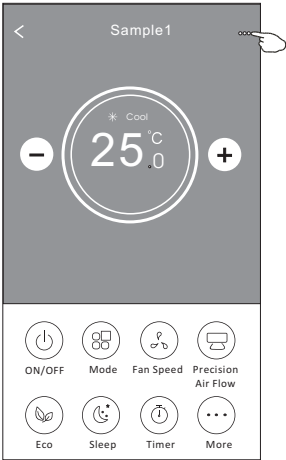 Sample1
Cool
25.0°C
ON/OFF
Mode
Fan Speed
Precision
Air Flow
Eco
Sleep
Timer
More